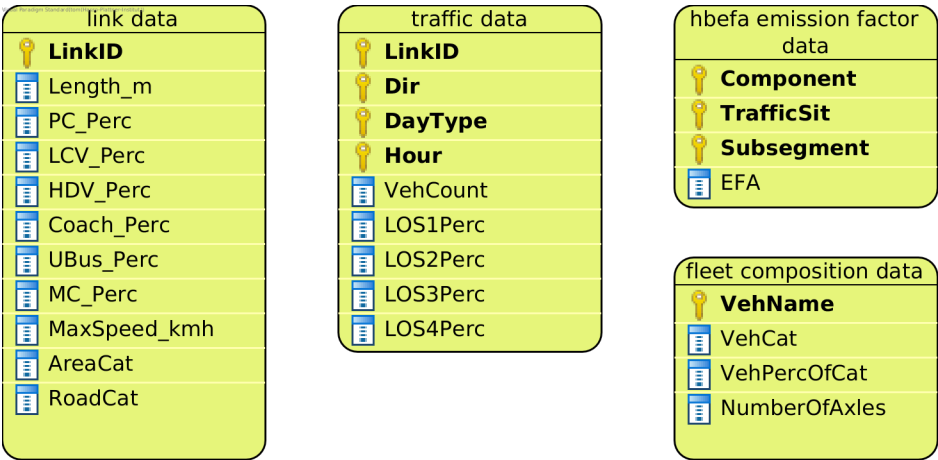 link data
LinkID
Length_m
PC_Perc
LCV_Perc
HDV_Perc
Coach_Perc
UBus_Perc
MC_Perc
MaxSpeed_kmh
AreaCat
RoadCat
traffic data
LinkID
Dir
DayType
Hour
VehCount
LOS1Perc
LOS2Perc
LOS3Perc
LOS4Perc
hbefa emission factor
data
Component
TrafficSit
Subsegment
EFA
fleet composition data
VehName
VehCat
VehPercOfCat
NumberOfAxles